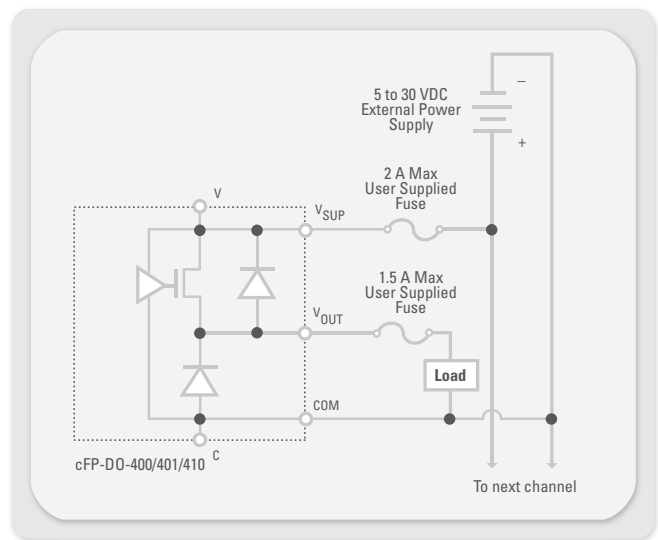 –
5 to 30 VDC
External Power
Supply
+
2 A Max
User Supplied
Fuse
V
VSUP
1.5 A Max
User Supplied
Fuse
VOUT
Load
COM
C
cFP-DO-400/401/410
To next channel